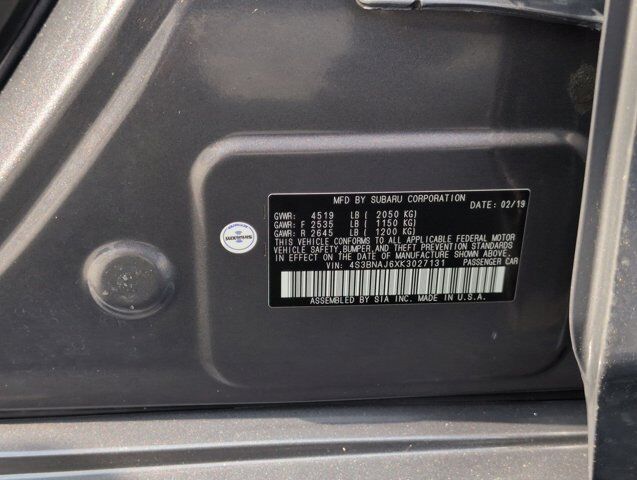 MFD BY SUBARU CORPORATION
DATE: 02/19
GVWR: 4519 LB ( 2050 KG)
GAWR: F 2535 LB ( 1150 KG)
GAWR: R 2645 LB ( 1200 KG)
THIS VEHICLE CONFORMS TO ALL APPLICABLE FEDERAL MOTOR
VEHICLE SAFETY, BUMPER, AND THEFT PREVENTION STANDARDS
IN EFFECT ON THE DATE OF MANUFACTURE SHOWN ABOVE.
VIN: 4S3BNAJ6XK3027131 PASSENGER CAR
ASSEMBLED BY SIA INC. MADE IN U.S.A.